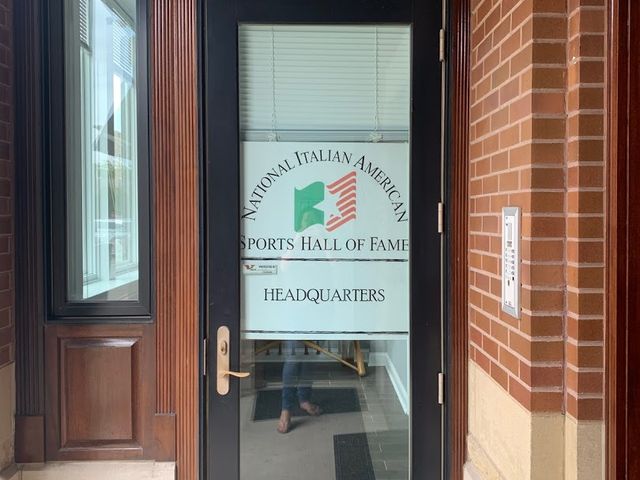 NATIONAL ITALIAN AMERICAN
SPORTS HALL OF FAME
HEADQUARTERS